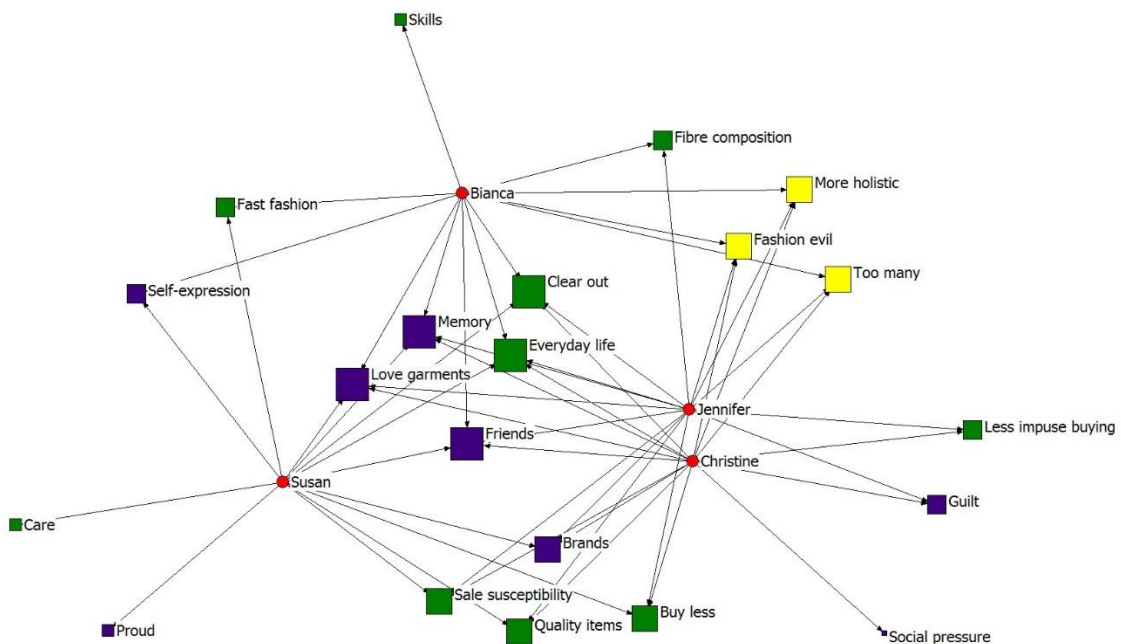 Skills
Fibre composition
Bianca
More holistic
Fast fashion
Fashion evil
Too many
Clear out
Self-expression
Memory
Everyday life
Love garments
Jennifer
Less impuse buying
Friends
Christine
Susan
Guilt
Care
Brands
Sale susceptibility
Quality items
Buy less
Proud
Social pressure